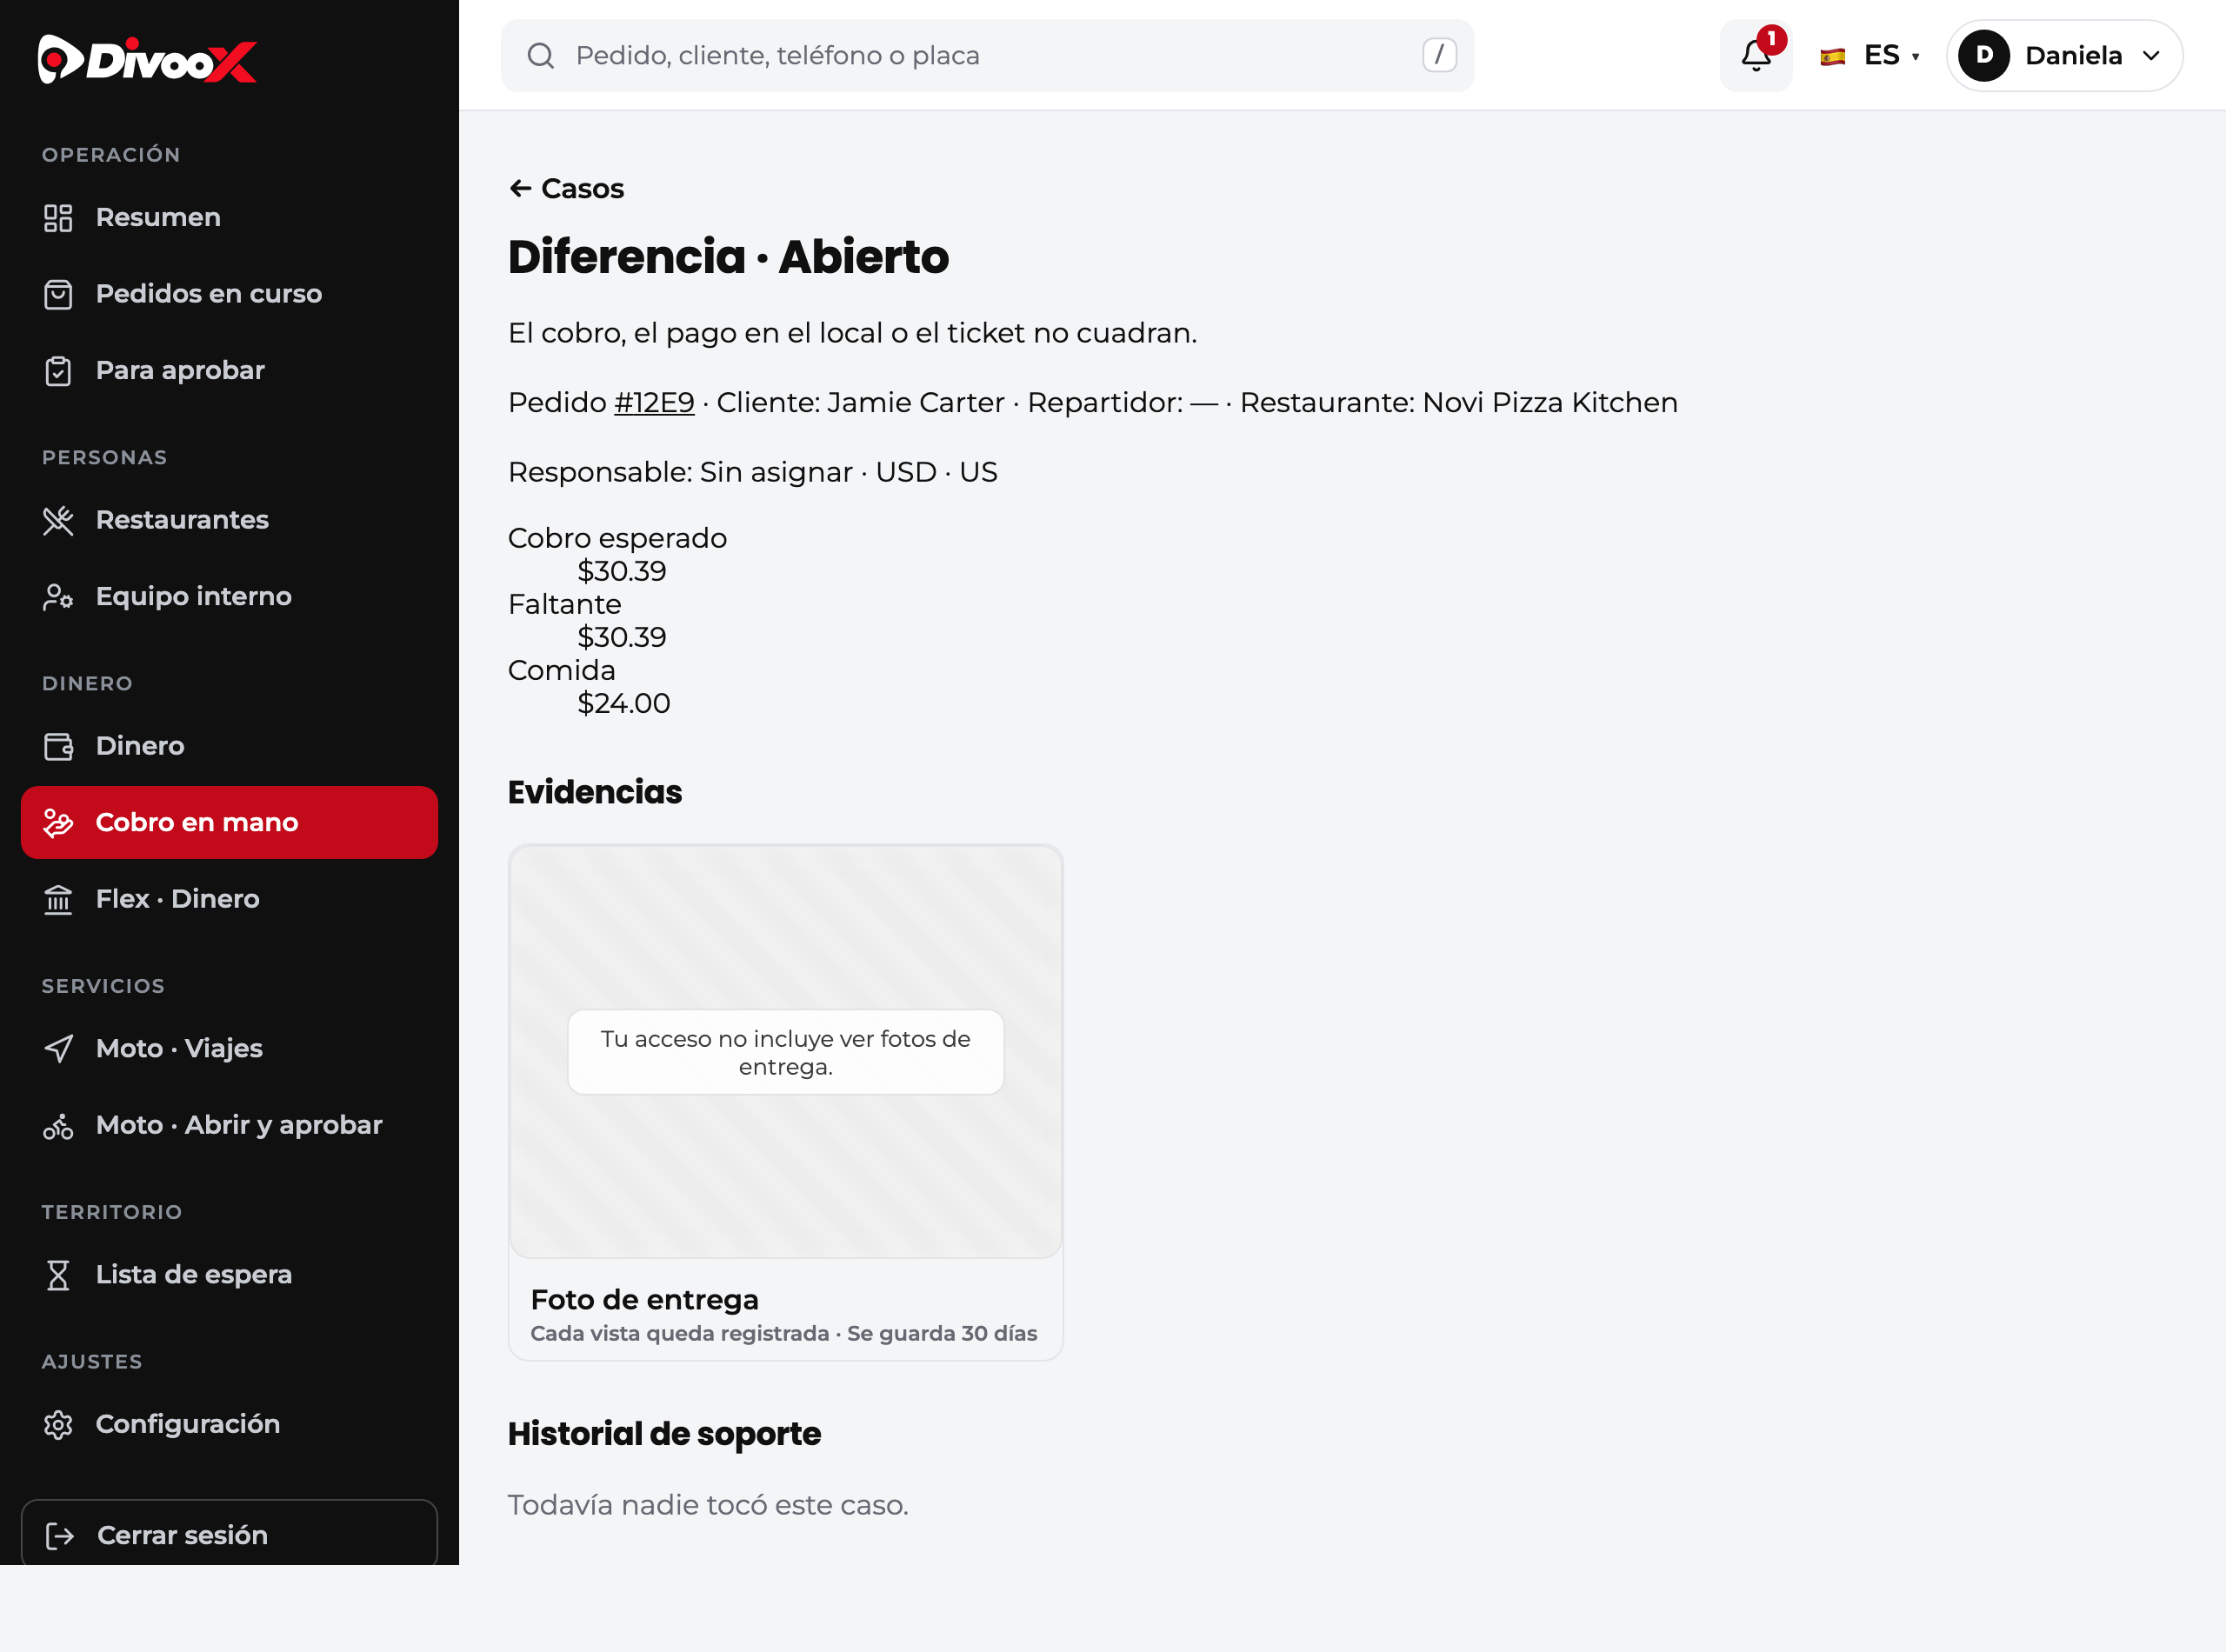 DivooX
Pedido, cliente, teléfono o placa
/
1
🇪🇸 ES ▾
D
Daniela
OPERACIÓN
Resumen
Pedidos en curso
Para aprobar
PERSONAS
Restaurantes
Equipo interno
DINERO
Dinero
Cobro en mano
Flex · Dinero
SERVICIOS
Moto · Viajes
Moto · Abrir y aprobar
TERRITORIO
Lista de espera
AJUSTES
Configuración
Cerrar sesión
← Casos
Diferencia · Abierto
El cobro, el pago en el local o el ticket no cuadran.
Pedido #12E9 · Cliente: Jamie Carter · Repartidor: — · Restaurante: Novi Pizza Kitchen
Responsable: Sin asignar · USD · US
Cobro esperado
$30.39
Faltante
$30.39
Comida
$24.00
Evidencias
Tu acceso no incluye ver fotos de
entrega.
Foto de entrega
Cada vista queda registrada · Se guarda 30 días
Historial de soporte
Todavía nadie tocó este caso.